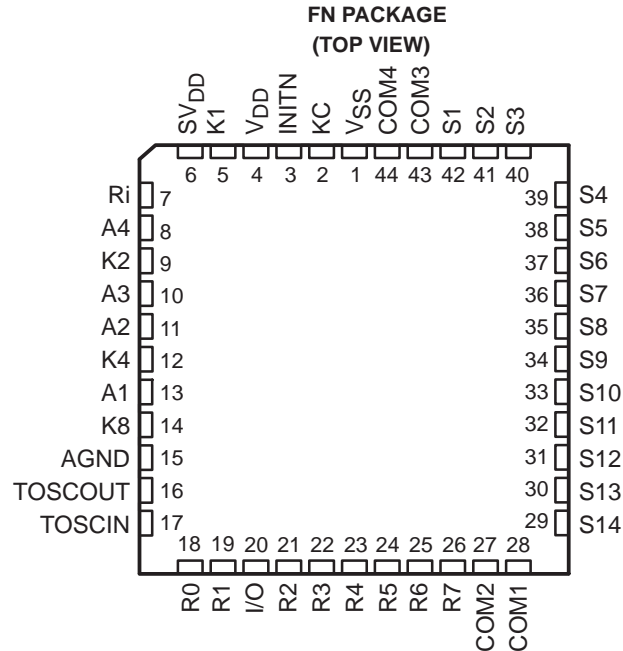 FN PACKAGE
(TOP VIEW)
SVDD
K1
VDD
INITN
KC
VSS
COM4
COM3
S1
S2
S3
6 5 4 3 2 1 44 43 42 41 40
Ri 7
A4 8
K2 9
A3 10
A2 11
K4 12
A1 13
K8 14
AGND 15
TOSCOUT 16
TOSCIN 17
39 S4
38 S5
37 S6
36 S7
35 S8
34 S9
33 S10
32 S11
31 S12
30 S13
29 S14
18 19 20 21 22 23 24 25 26 27 28
R0
R1
I/O
R2
R3
R4
R5
R6
R7
COM2
COM1